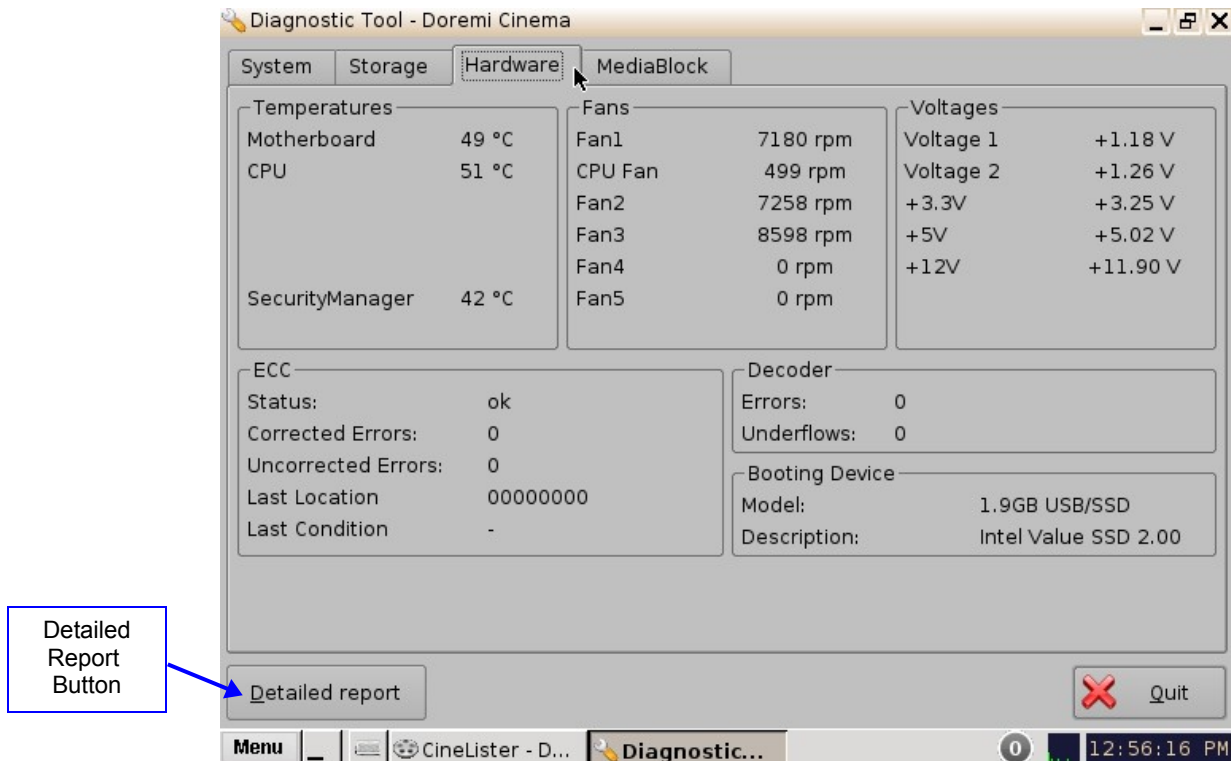 Diagnostic Tool - Doremi Cinema
System Storage Hardware MediaBlock
Temperatures
Motherboard 49 °C
CPU 51 °C
SecurityManager 42 °C
Fans
Fan1 7180 rpm
CPU Fan 499 rpm
Fan2 7258 rpm
Fan3 8598 rpm
Fan4 0 rpm
Fan5 0 rpm
Voltages
Voltage 1 +1.18 V
Voltage 2 +1.26 V
+3.3V +3.25 V
+5V +5.02 V
+12V +11.90 V
ECC
Status: ok
Corrected Errors: 0
Uncorrected Errors: 0
Last Location 00000000
Last Condition -
Decoder
Errors: 0
Underflows: 0
Booting Device
Model: 1.9GB USB/SSD
Description: Intel Value SSD 2.00
Detailed
Report
Button
Detailed report
Quit
Menu CineLister - D... Diagnostic... 0 12:56:16 PM